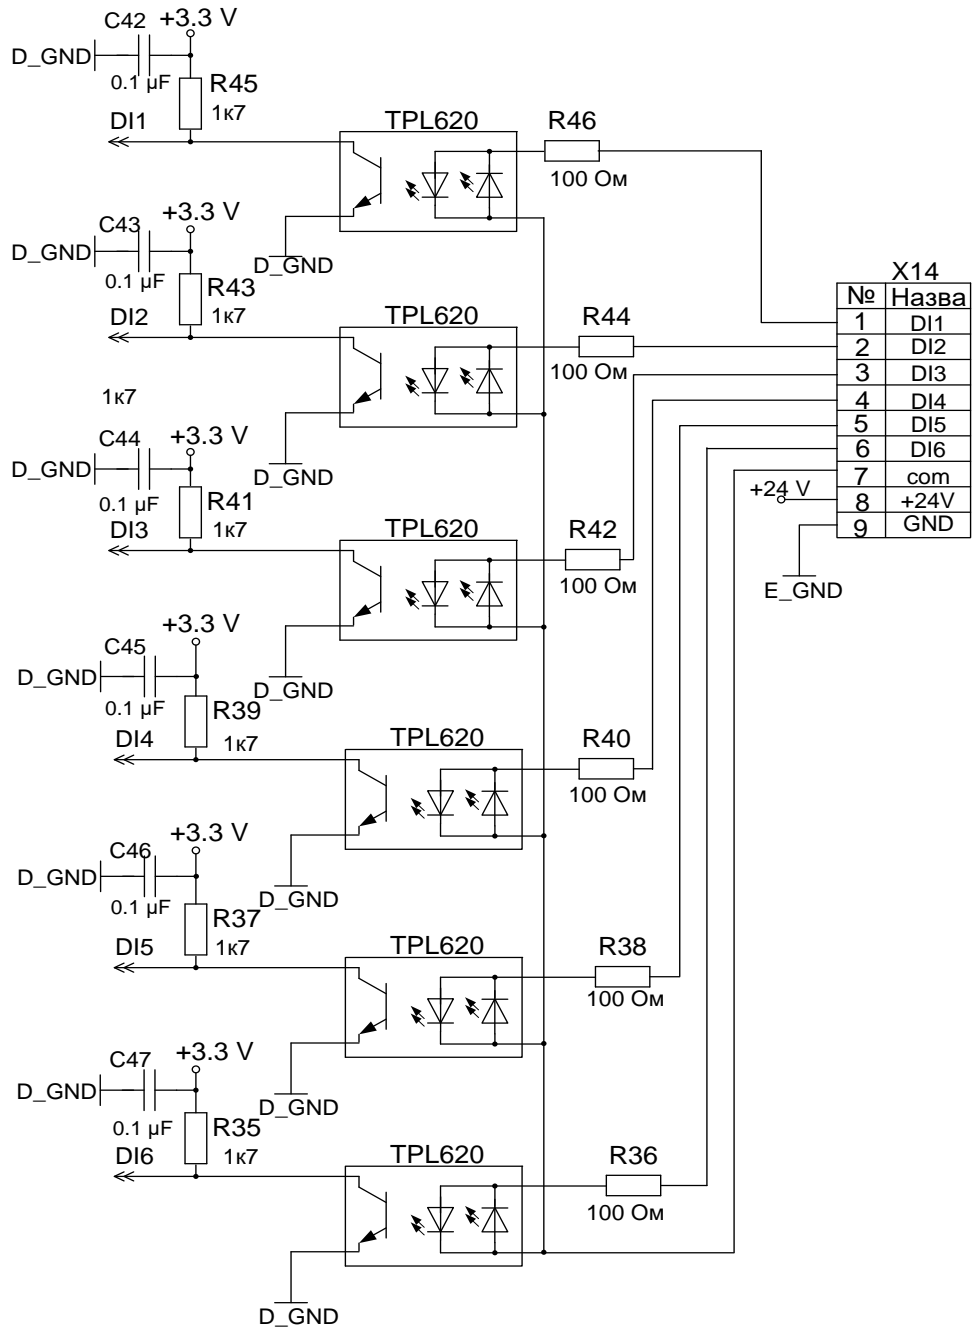 C42 +3.3 V
D_GND
0.1 µF R45
1к7
DI1 TPL620 R46
100 Ом
C43 +3.3 V
D_GND D_GND
0.1 µF R43
DI2 1к7 TPL620 R44
100 Ом
X14
№ Назва
1 DI1
2 DI2
3 DI3
4 DI4
5 DI5
6 DI6
7 com
8 +24V
9 GND
+24 V
E_GND
1к7
C44 +3.3 V
D_GND D_GND
0.1 µF R41
DI3 1к7 TPL620 R42
100 Ом
C45 +3.3 V
D_GND D_GND
0.1 µF R39
DI4 1к7 TPL620 R40
100 Ом
C46 +3.3 V
D_GND D_GND
0.1 µF R37
DI5 1к7 TPL620 R38
100 Ом
C47 +3.3 V
D_GND D_GND
0.1 µF R35
DI6 1к7 TPL620 R36
100 Ом
D_GND